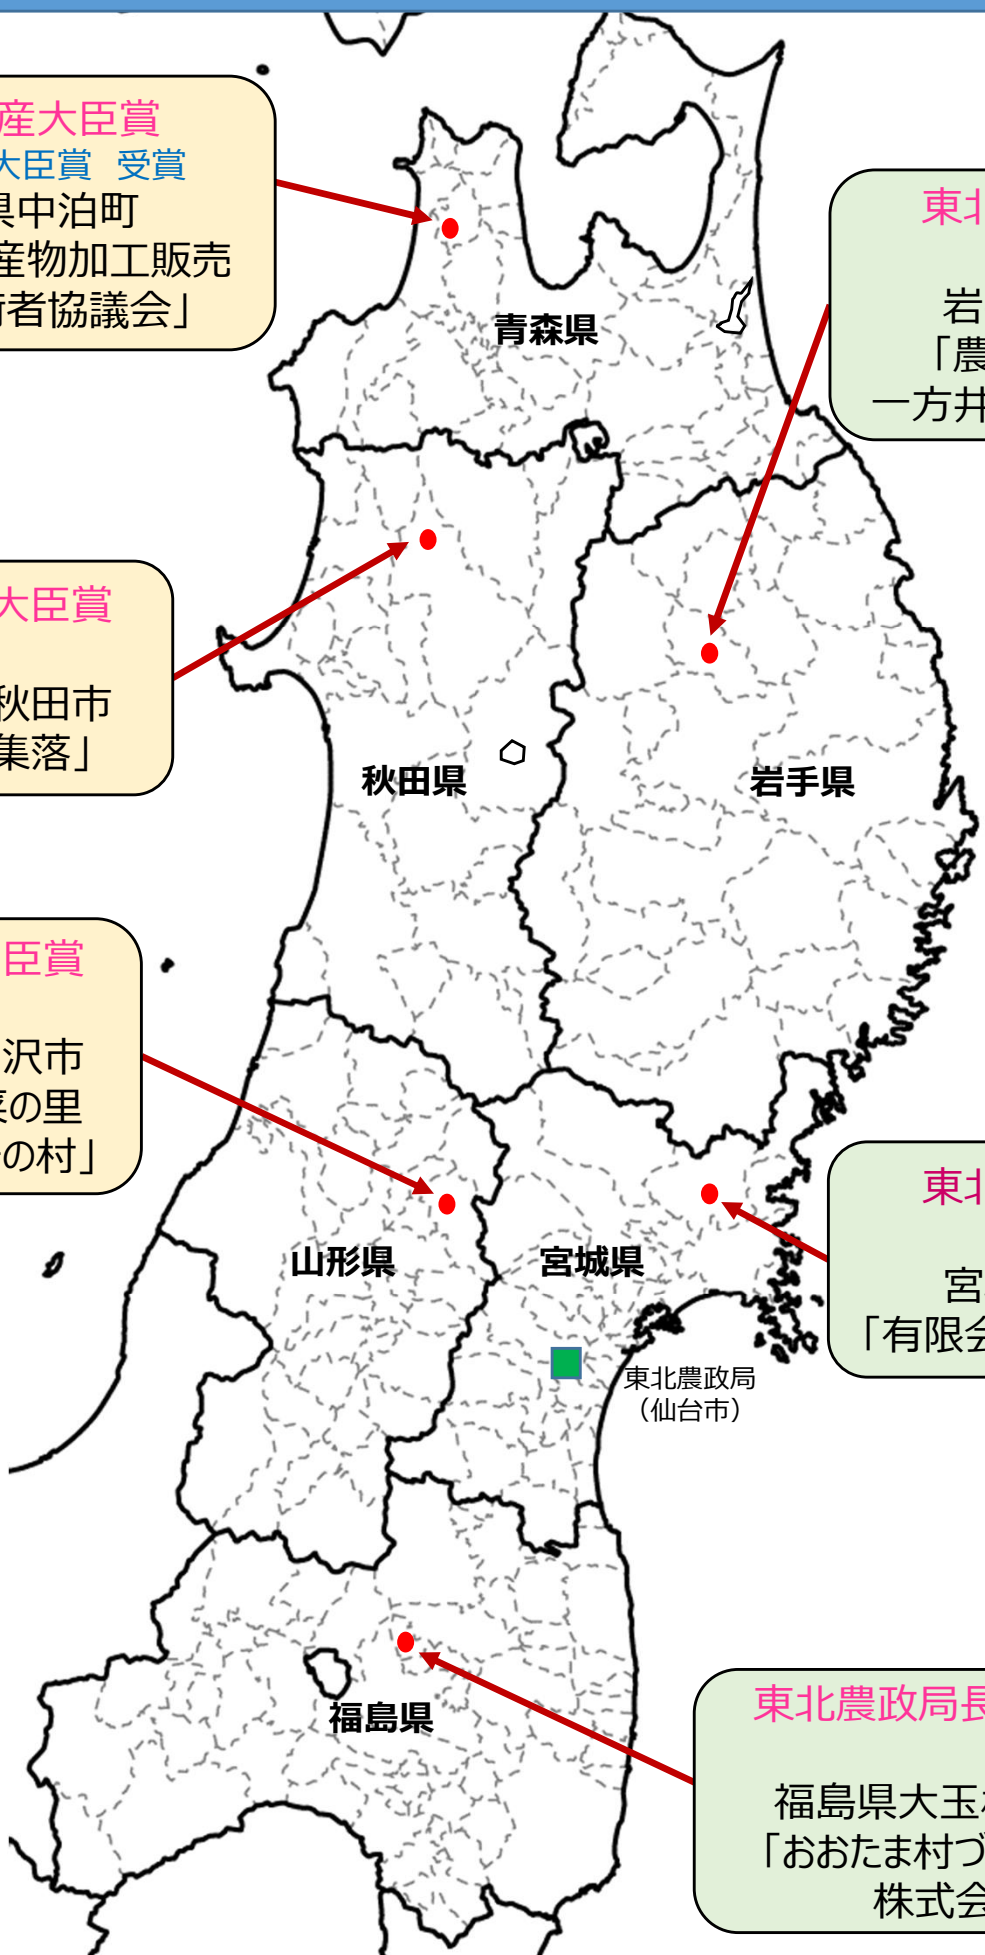 産大臣賞
大臣賞 受賞
県中泊町
産物加工販売
者協議会」
東北
岩
「農
一方井
青森県
大臣賞
秋田市
集落」
秋田県
岩手県
臣賞
沢市
菜の里
の村」
東北
宮
「有限会
山形県
宮城県
東北農政局
（仙台市）
福島県
東北農政局長
福島県大玉村
「おおたま村づ
株式会